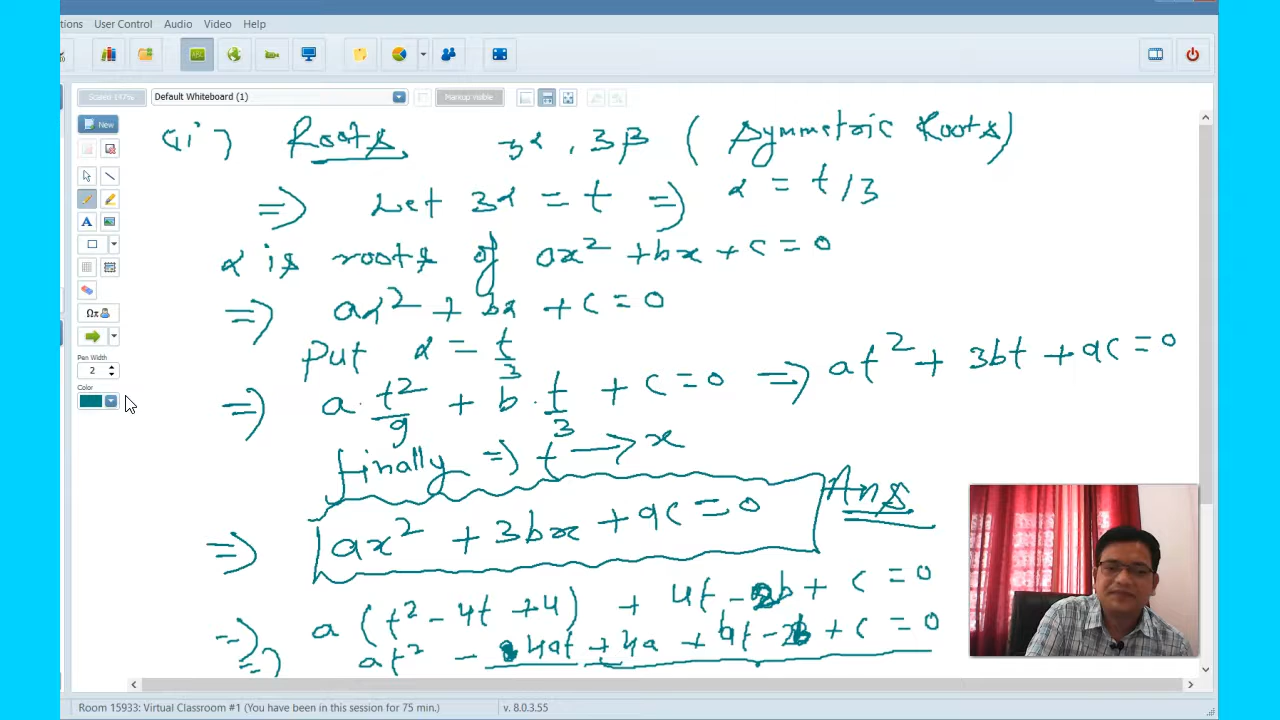 tions User Control Audio Video Help
Default Whiteboard (1)
Markup visible
New
(ii) Roots 3α, 3β (Symmetric Roots)
⇒ Let 3α = t ⇒ α = t/3
α is roots of ax² + bx + c = 0
⇒ aα² + bα + c = 0
Put α = t/3
⇒ a · t²/9 + b · t/3 + c = 0 ⇒ at² + 3bt + 9c = 0
Finally ⇒ t → x
⇒ ax² + 3bx + 9c = 0 Ans
⇒ a(t² - 4t + 4) + 4t - 2b + c = 0
⇒ at² - 4at + 4a + bt - 2b + c = 0
Ωπ
Pen Width
2
Color
Room 15933: Virtual Classroom #1 (You have been in this session for 75 min.) v. 8.0.3.55